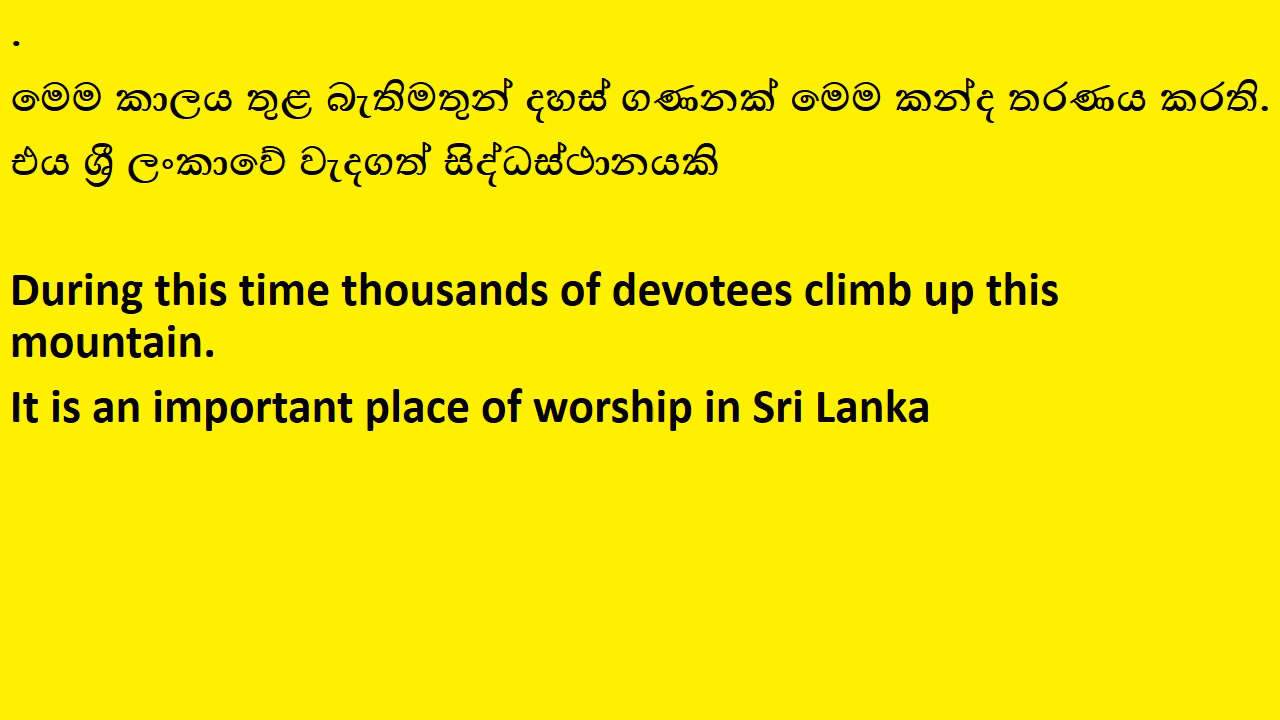 .
මෙම කාලය තුළ බැතිමතුන් දහස් ගණනක් මෙම කන්ද තරණය කරති.
එය ශ්‍රී ලංකාවේ වැදගත් සිද්ධස්ථානයකි
During this time thousands of devotees climb up this
mountain.
It is an important place of worship in Sri Lanka